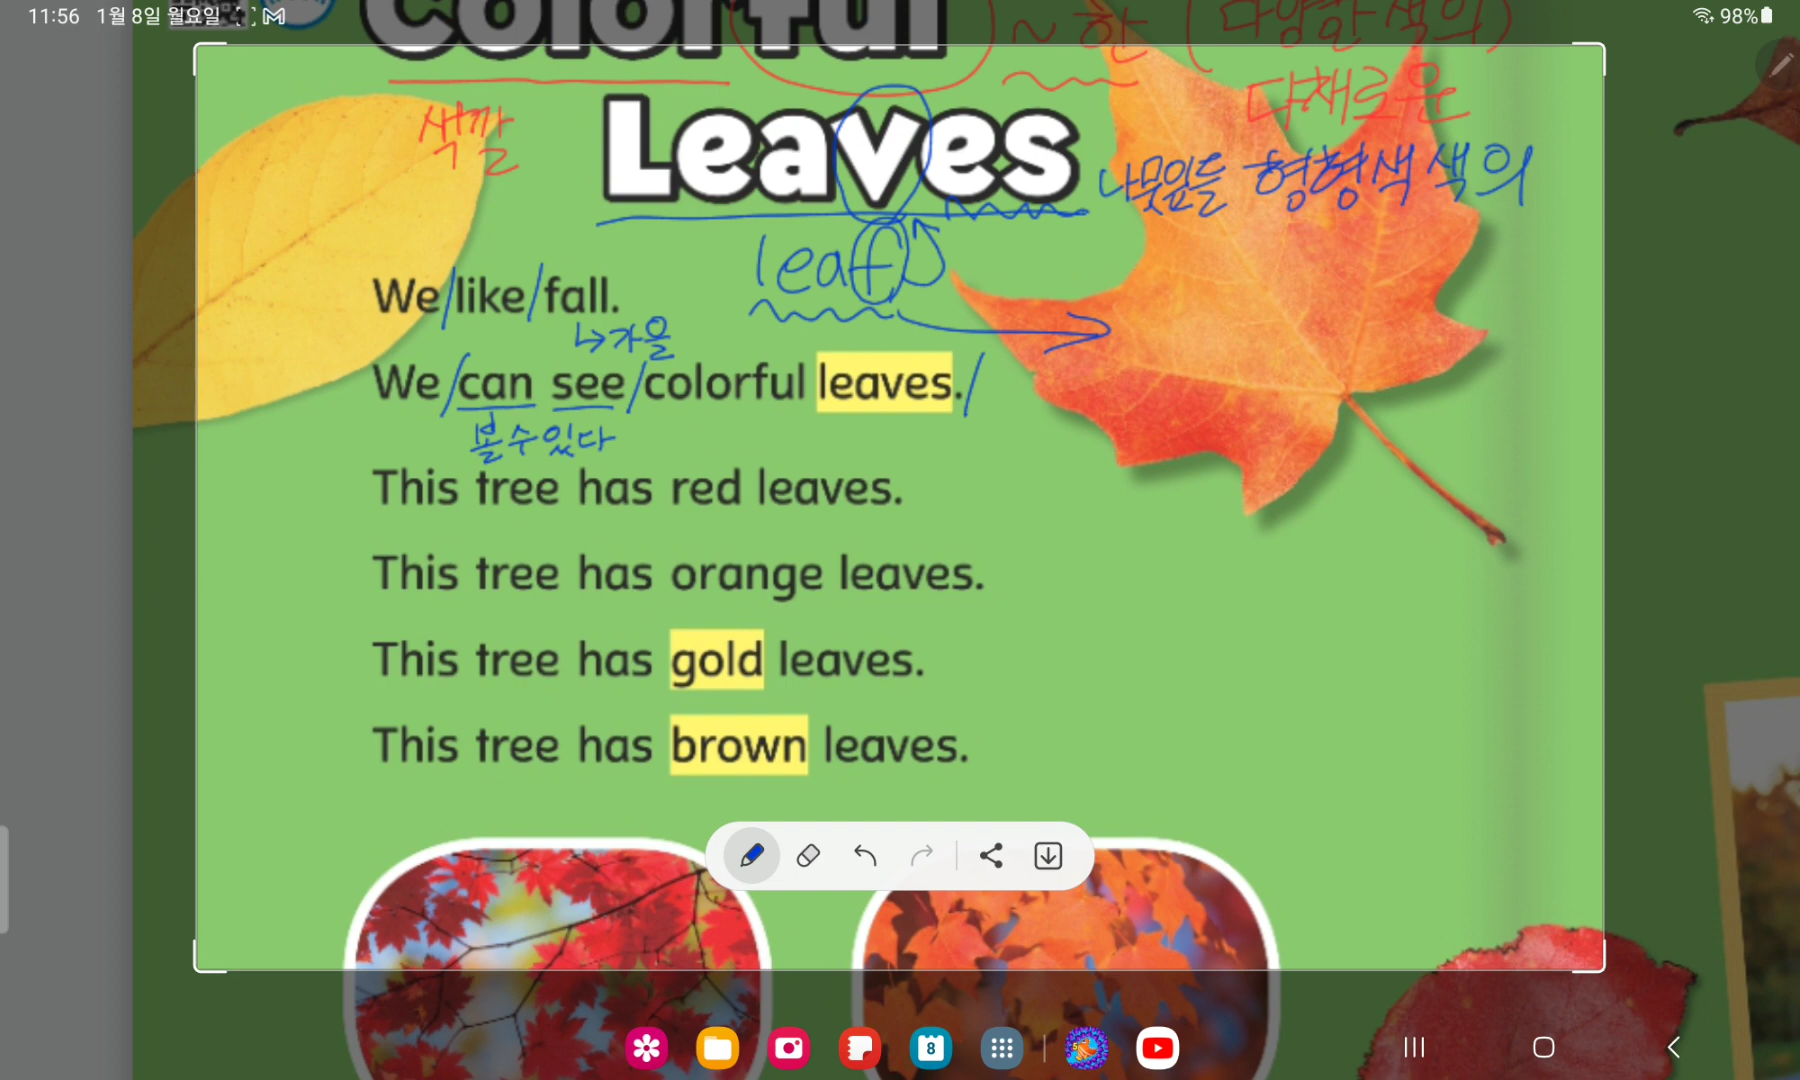 11:56 1월 8일 월요일 98%
Colorful ~한 (다양한 색의)
색깔 다채로운
Leaves 나뭇잎들 형형색색의
leaf
We/like/fall.
↳가을
We/can see/colorful leaves./
볼 수 있다
This tree has red leaves.
This tree has orange leaves.
This tree has gold leaves.
This tree has brown leaves.
8